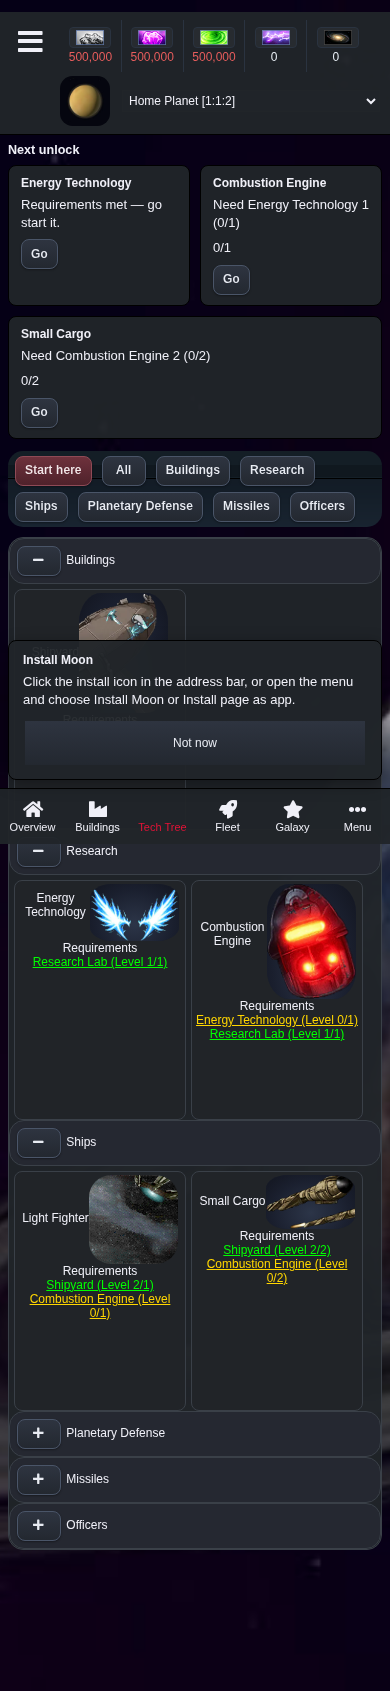 500,000
500,000
500,000
0
0
Home Planet [1:1:2]
Next unlock
Energy Technology
Requirements met — go
start it.
Go
Combustion Engine
Need Energy Technology 1
(0/1)
0/1
Go
Small Cargo
Need Combustion Engine 2 (0/2)
0/2
Go
Start here
All
Buildings
Research
Ships
Planetary Defense
Missiles
Officers
Buildings
Install Moon
Click the install icon in the address bar, or open the menu
and choose Install Moon or Install page as app.
Not now
Overview
Buildings
Tech Tree
Fleet
Galaxy
Menu
Research
Energy
Technology
Requirements
Research Lab (Level 1/1)
Combustion
Engine
Requirements
Energy Technology (Level 0/1)
Research Lab (Level 1/1)
Ships
Light Fighter
Requirements
Shipyard (Level 2/1)
Combustion Engine (Level
0/1)
Small Cargo
Requirements
Shipyard (Level 2/2)
Combustion Engine (Level
0/2)
Planetary Defense
Missiles
Officers